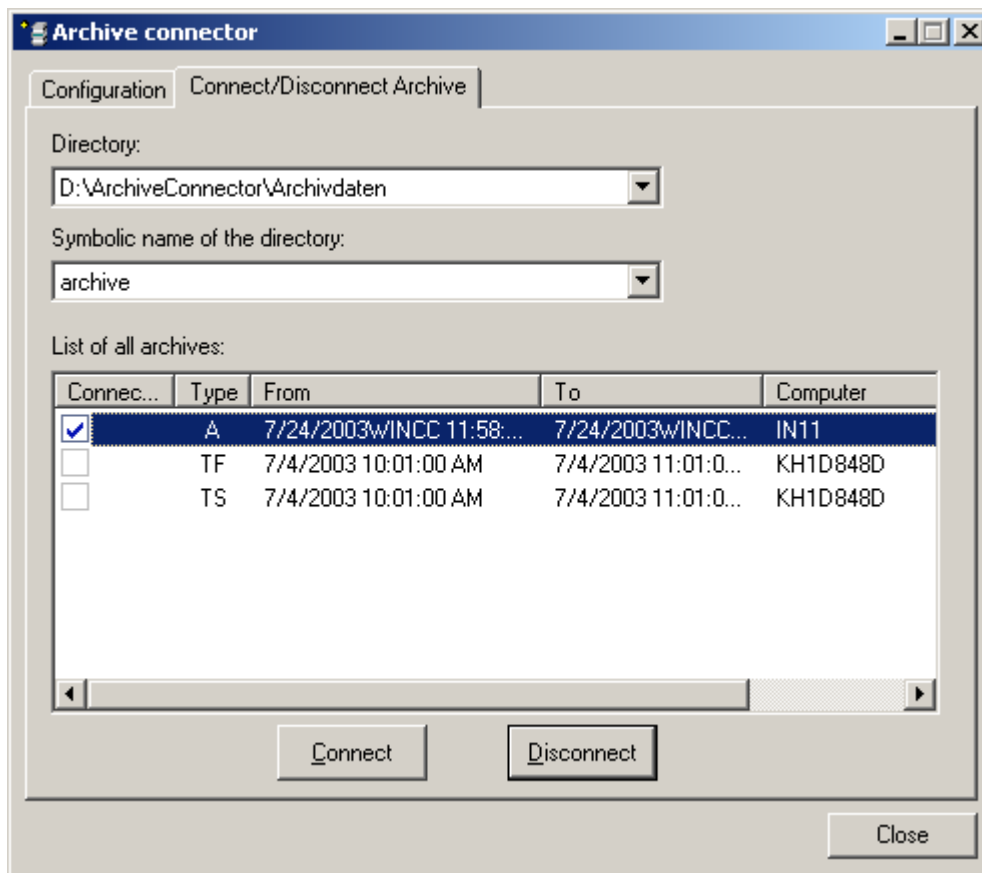 Archive connector
Configuration Connect/Disconnect Archive
Directory:
D:\ArchiveConnector\Archivdaten
Symbolic name of the directory:
archive
List of all archives:
Connec... Type From To Computer
A 7/24/2003WINCC 11:58:... 7/24/2003WINCC... IN11
TF 7/4/2003 10:01:00 AM 7/4/2003 11:01:0... KH1D848D
TS 7/4/2003 10:01:00 AM 7/4/2003 11:01:0... KH1D848D
Connect Disconnect
Close